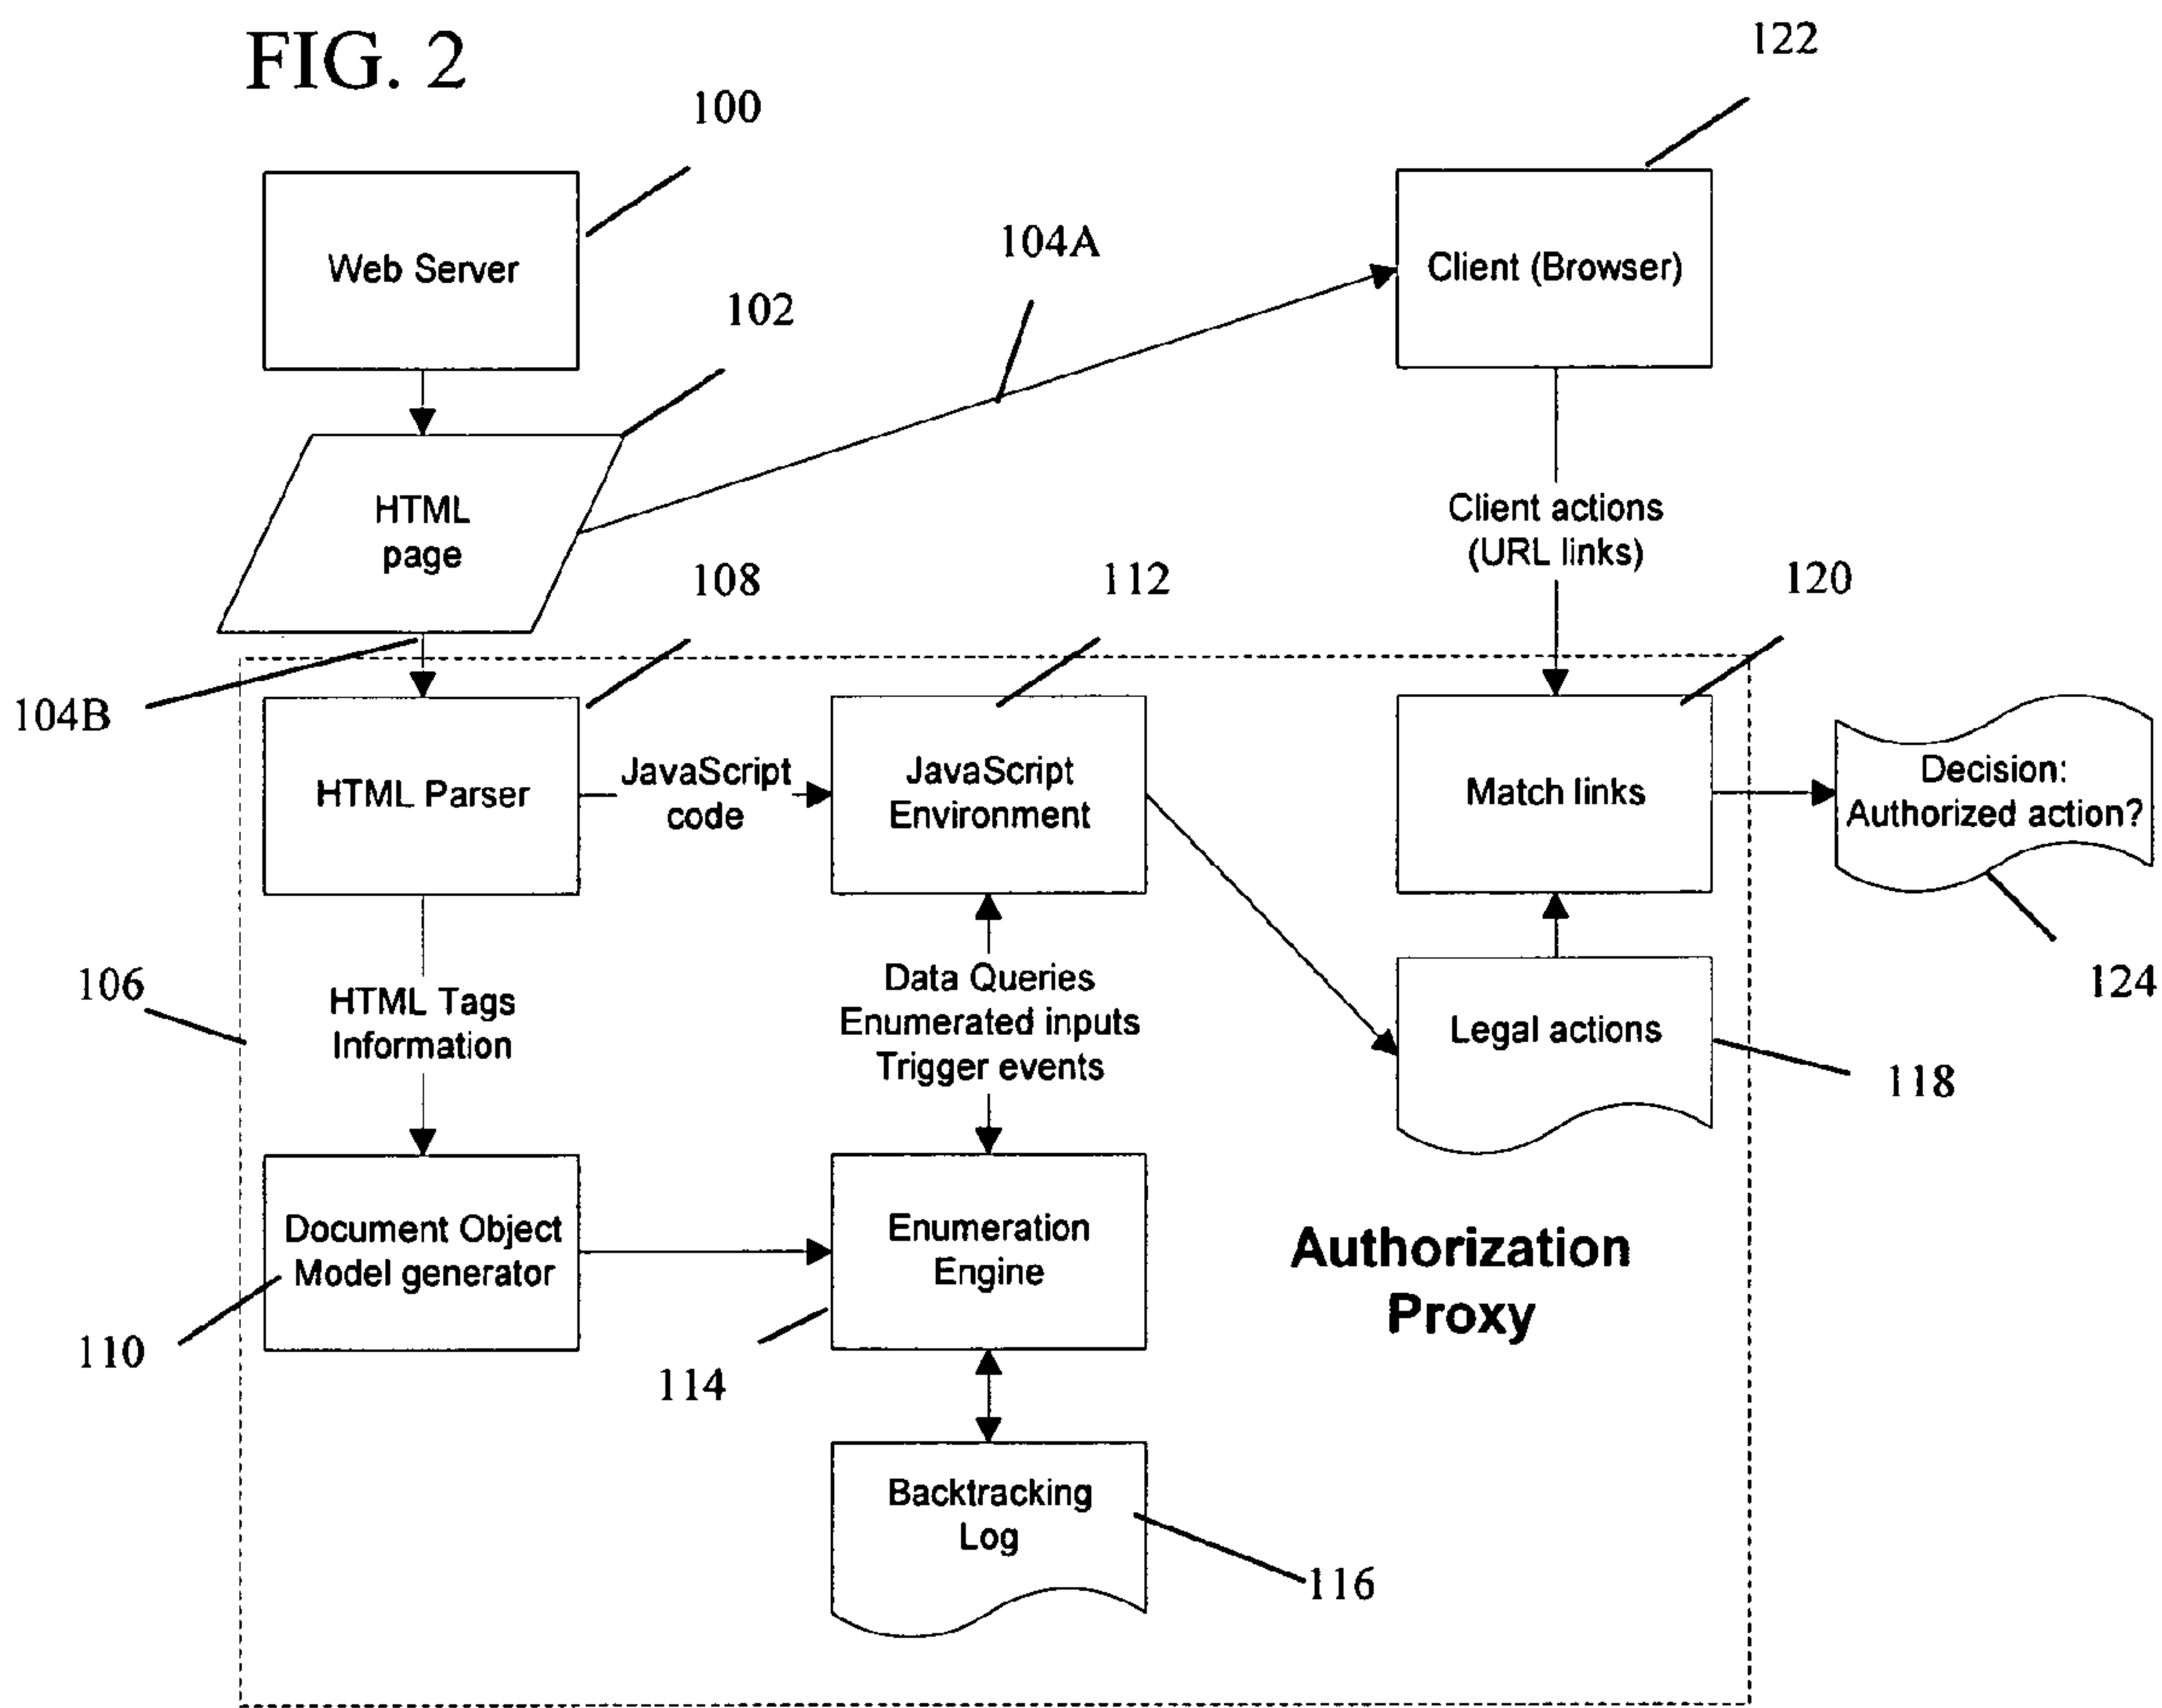 FIG. 2
122
100
Web Server
104A
Client (Browser)
102
HTML
page
Client actions
(URL links)
108
112
120
104B
HTML Parser
JavaScript
code
JavaScript
Environment
Match links
Decision:
Authorized action?
106
HTML Tags
Information
Data Queries
Enumerated inputs
Trigger events
Legal actions
124
118
Document Object
Model generator
Enumeration
Engine
Authorization
Proxy
110
114
Backtracking
Log
116